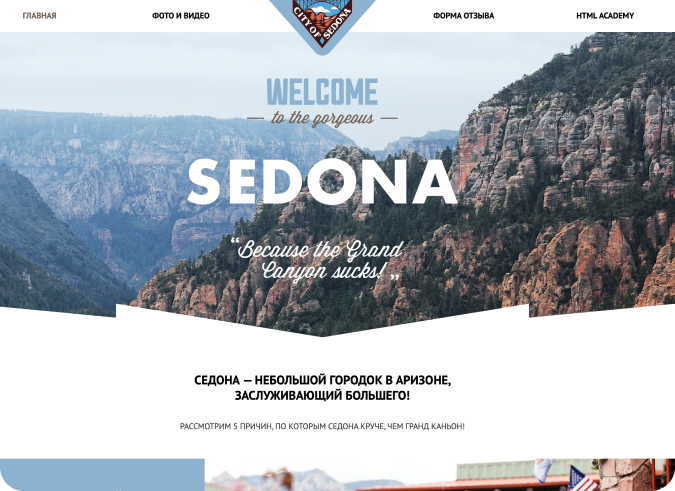 ГЛАВНАЯ
ФОТО И ВИДЕО
CITY OF SEDONA
ФОРМА ОТЗЫВА
HTML ACADEMY
WELCOME
to the gorgeous
SEDONA
“Because the Grand
Canyon sucks!„
СЕДОНА — НЕБОЛЬШОЙ ГОРОДОК В АРИЗОНЕ,
ЗАСЛУЖИВАЮЩИЙ БОЛЬШЕГО!
РАССМОТРИМ 5 ПРИЧИН, ПО КОТОРЫМ СЕДОНА КРУЧЕ, ЧЕМ ГРАНД КАНЬОН!